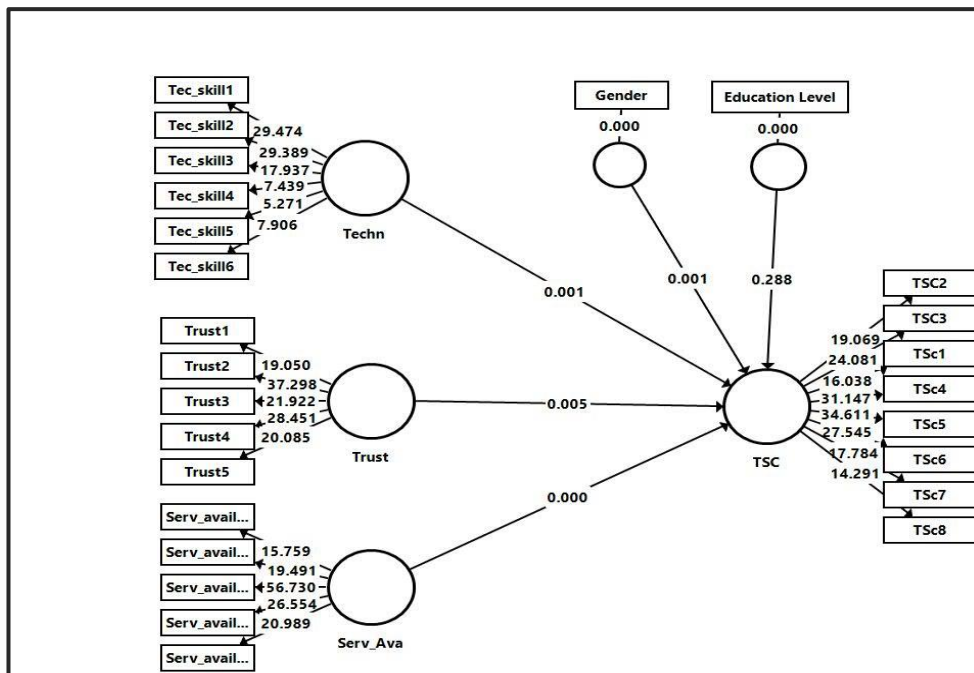 Tec_skill1
Tec_skill2
Tec_skill3
Tec_skill4
Tec_skill5
Tec_skill6
29.474
29.389
17.937
7.439
5.271
7.906
Techn
Gender
0.000
Education Level
0.000
0.001
0.001
0.288
Trust1
Trust2
Trust3
Trust4
Trust5
19.050
37.298
21.922
28.451
20.085
Trust
0.005
Serv_avail...
Serv_avail...
Serv_avail...
Serv_avail...
Serv_avail...
15.759
19.491
56.730
26.554
20.989
Serv_Ava
0.000
TSC
19.069
24.081
16.038
31.147
34.611
27.545
17.784
14.291
TSC2
TSC3
TSc1
TSc4
TSc5
TSc6
TSc7
TSc8